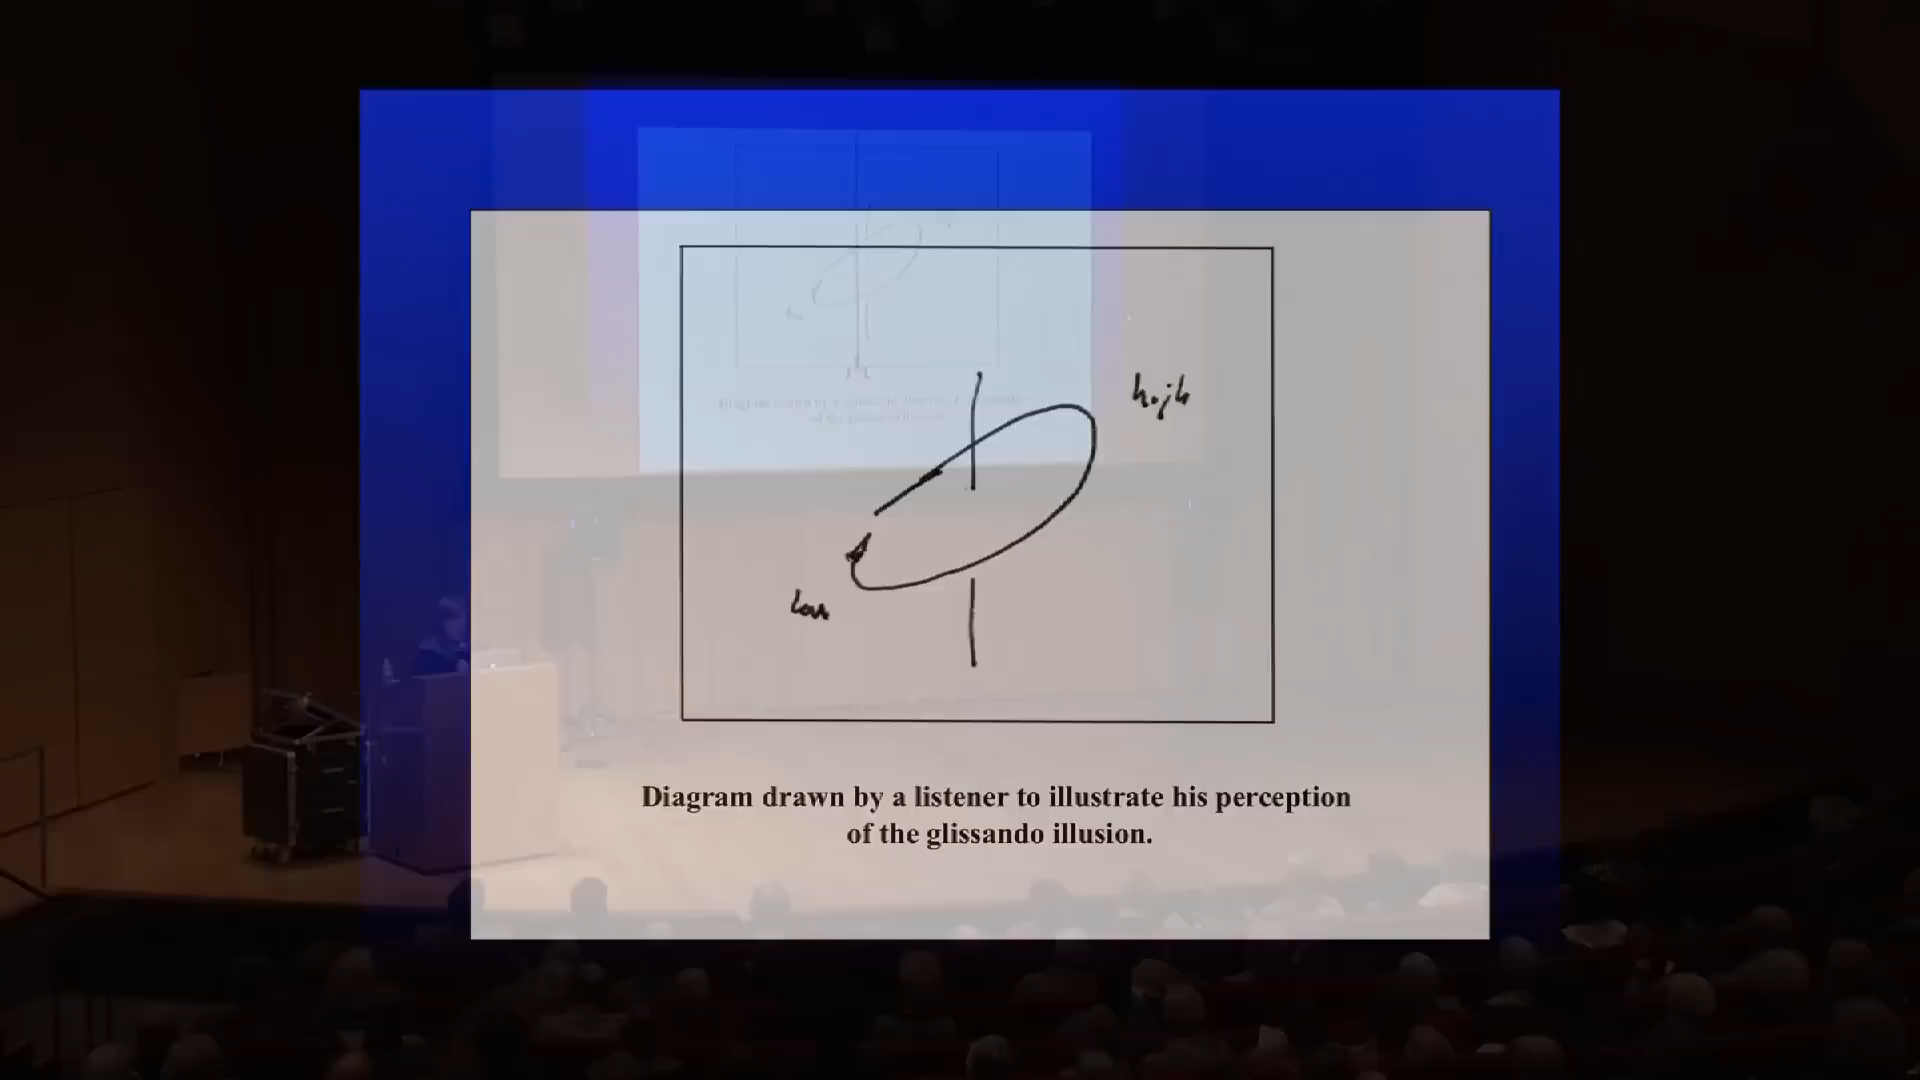 high
low
Diagram drawn by a listener to illustrate his perception
of the glissando illusion.